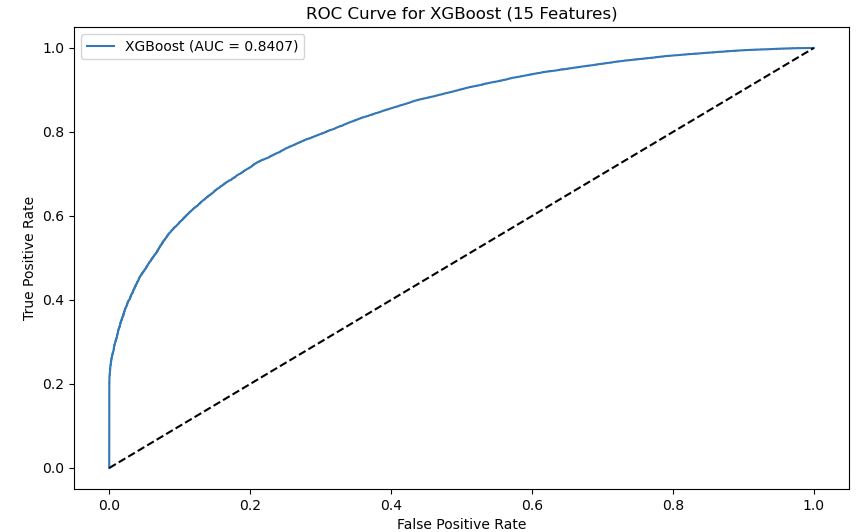 ROC Curve for XGBoost (15 Features)
XGBoost (AUC = 0.8407)
True Positive Rate
1.0
0.8
0.6
0.4
0.2
0.0
0.0 0.2 0.4 0.6 0.8 1.0
False Positive Rate